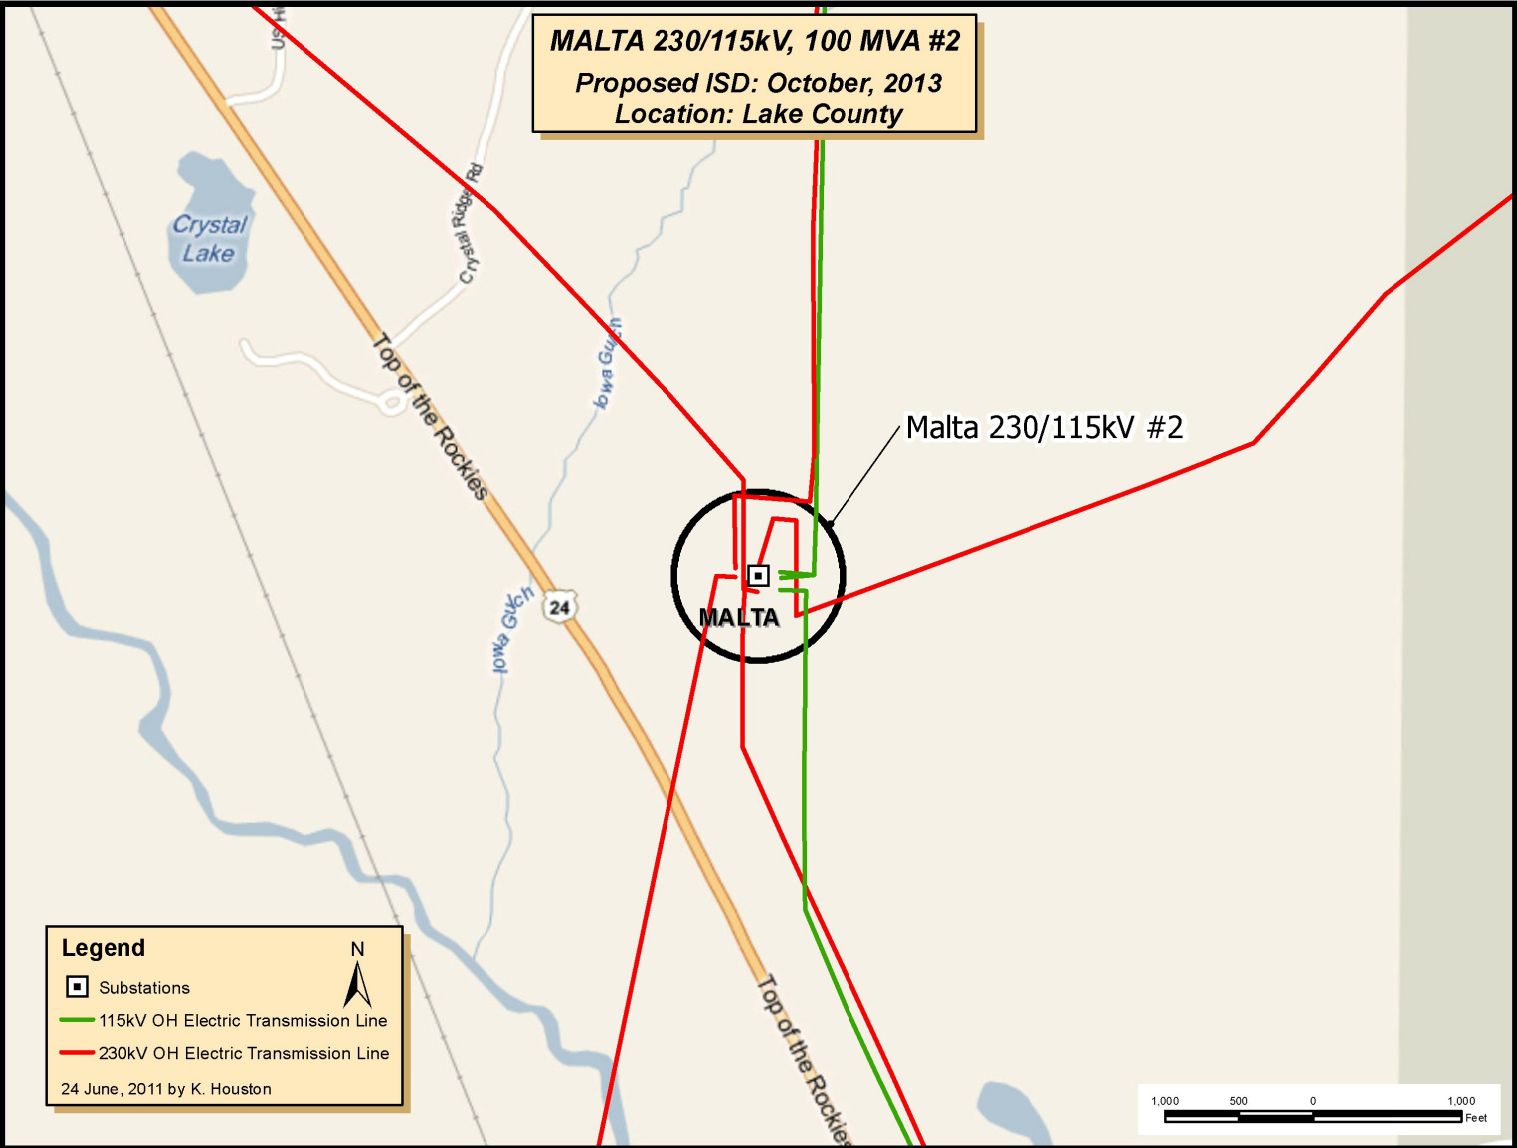 MALTA 230/115kV, 100 MVA #2
Proposed ISD: October, 2013
Location: Lake County
Crystal Ridge Rd
Crystal
Lake
Iowa Gulch
Top of the Rockies
Malta 230/115kV #2
24
MALTA
Iowa Gulch
Top of the Rockies
Legend
N
Substations
115kV OH Electric Transmission Line
230kV OH Electric Transmission Line
24 June, 2011 by K. Houston
1,000 500 0 1,000
Feet